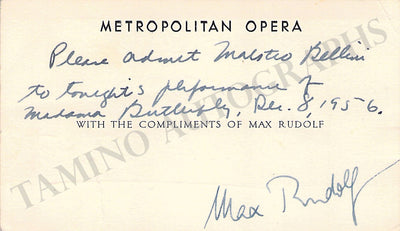 METROPOLITAN OPERA
Please admit Maestro Bellini
to tonight's performance of
Madama Butterfly, Dec. 8, 1956.
WITH THE COMPLIMENTS OF MAX RUDOLF
Max Rudolf
TAMINO AUTOGRAPHS